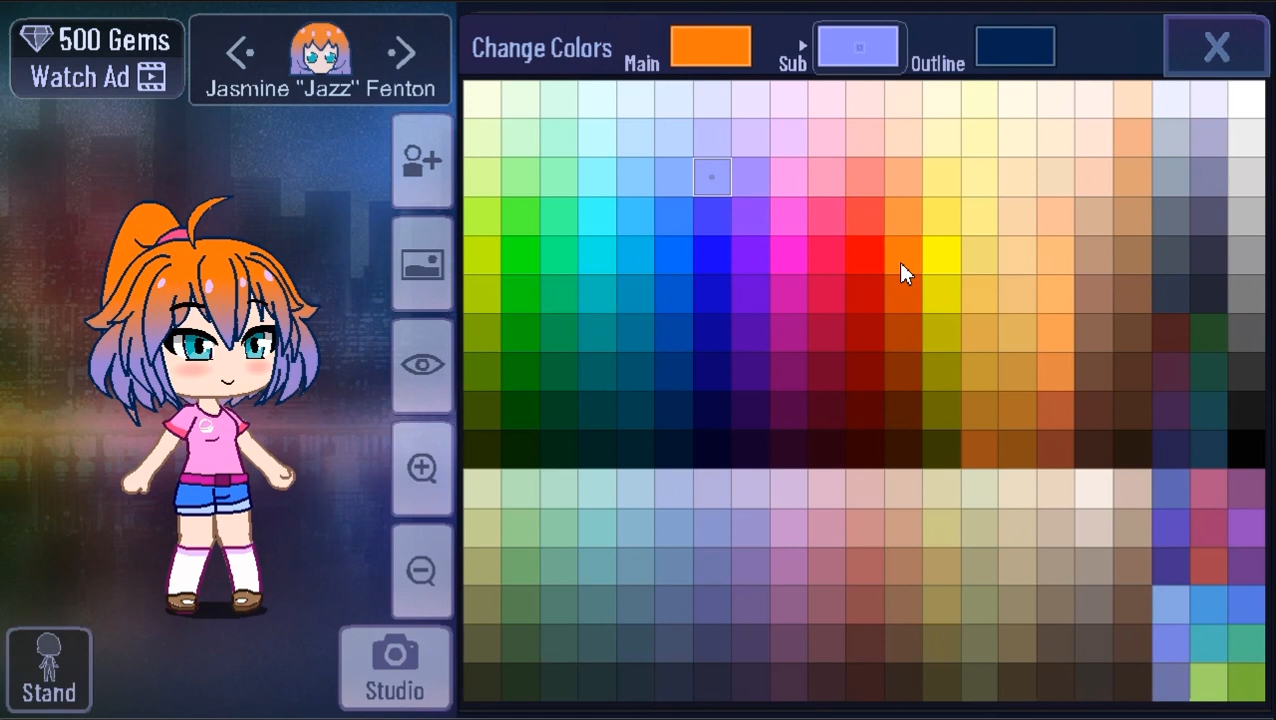 500 Gems
Watch Ad
Jasmine "Jazz" Fenton
Change Colors
Main
Sub
Outline
X
Stand
Studio